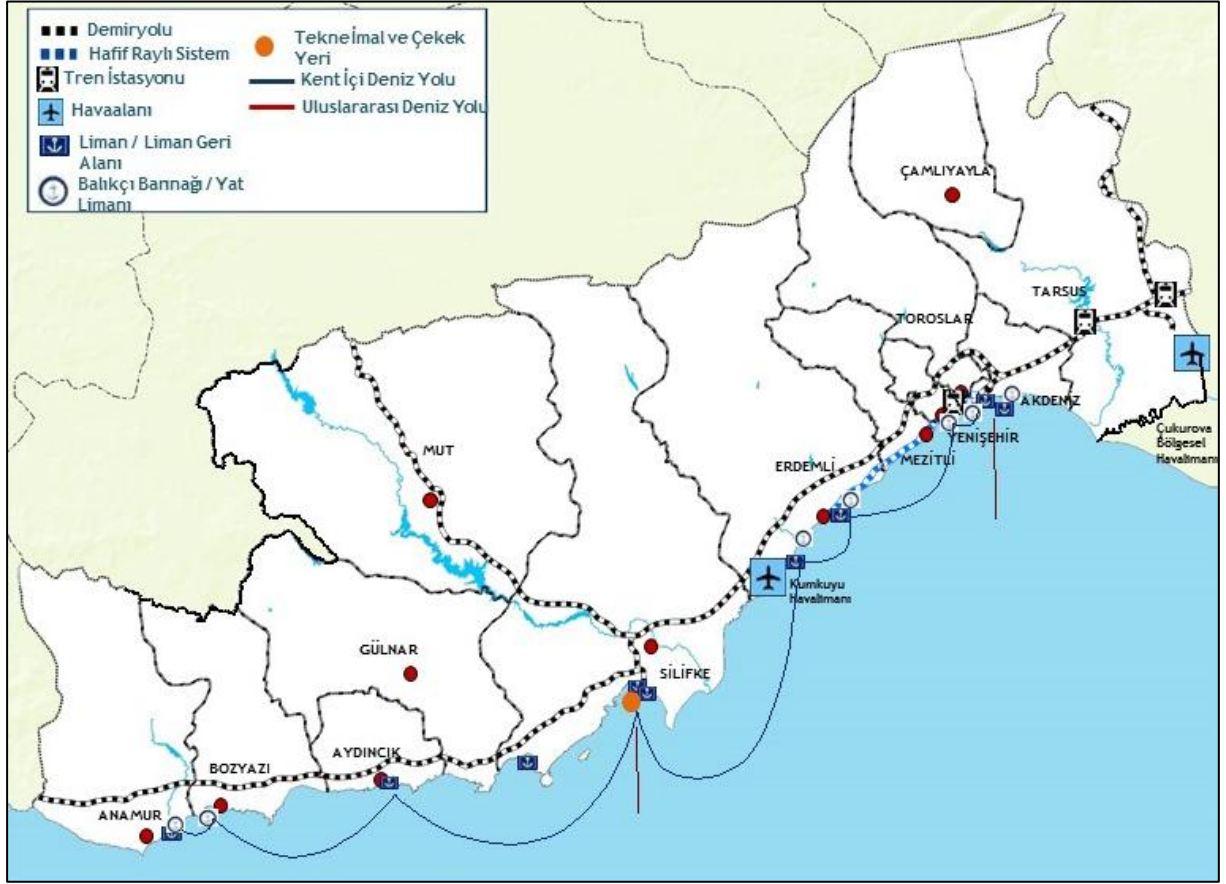 Demiryolu
Hafif Raylı Sistem
Tren İstasyonu
Havaalanı
Liman / Liman Geri
Alanı
Balıkçı Barınağı / Yat
Limanı
Tekne İmal ve Çekek
Yeri
Kent İçi Deniz Yolu
Uluslararası Deniz Yolu
ÇAMLIYAYLA
TARSUS
TOROSLAR
AKDENİZ
YENİŞEHİR
Çukurova
Bölgesel
Havalimanı
MEZİTLİ
ERDEMLİ
MUT
Kumkuyu
Havalimanı
GÜLNAR
SİLİFKE
AYDINCIK
BOZYAZI
ANAMUR